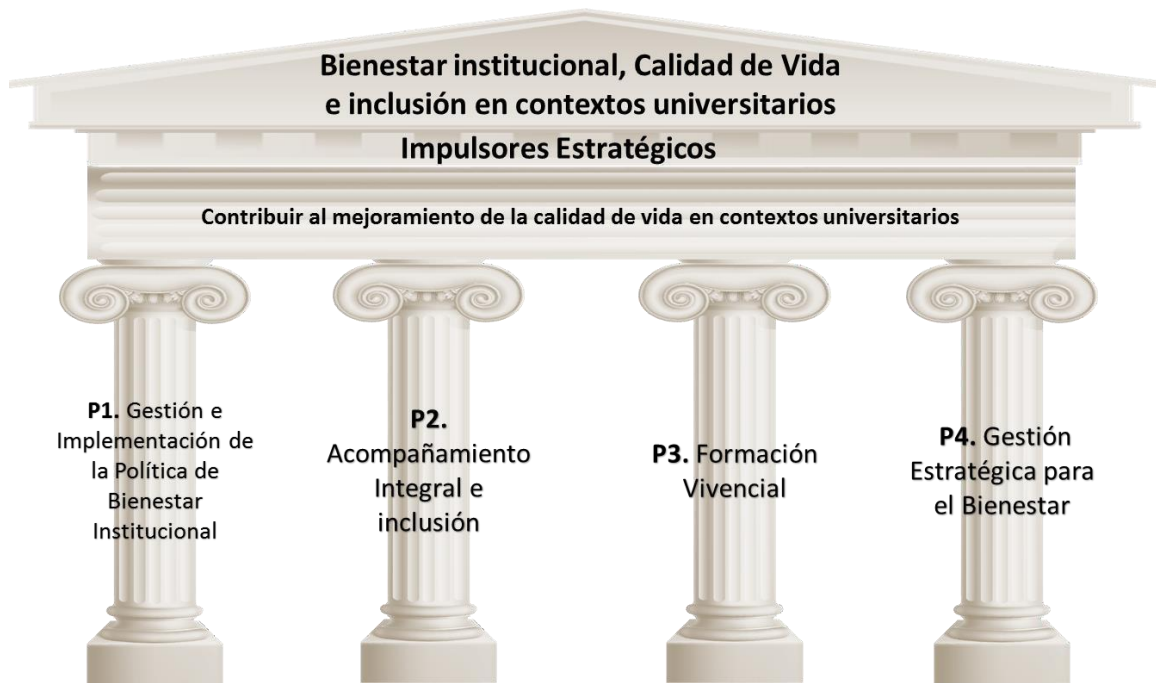 Bienestar institucional, Calidad de Vida
e inclusión en contextos universitarios
Impulsores Estratégicos
Contribuir al mejoramiento de la calidad de vida en contextos universitarios
P1. Gestión e
Implementación de
la Política de
Bienestar
Institucional
P2.
Acompañamiento
Integral e
inclusión
P3. Formación
Vivencial
P4. Gestión
Estratégica para
el Bienestar